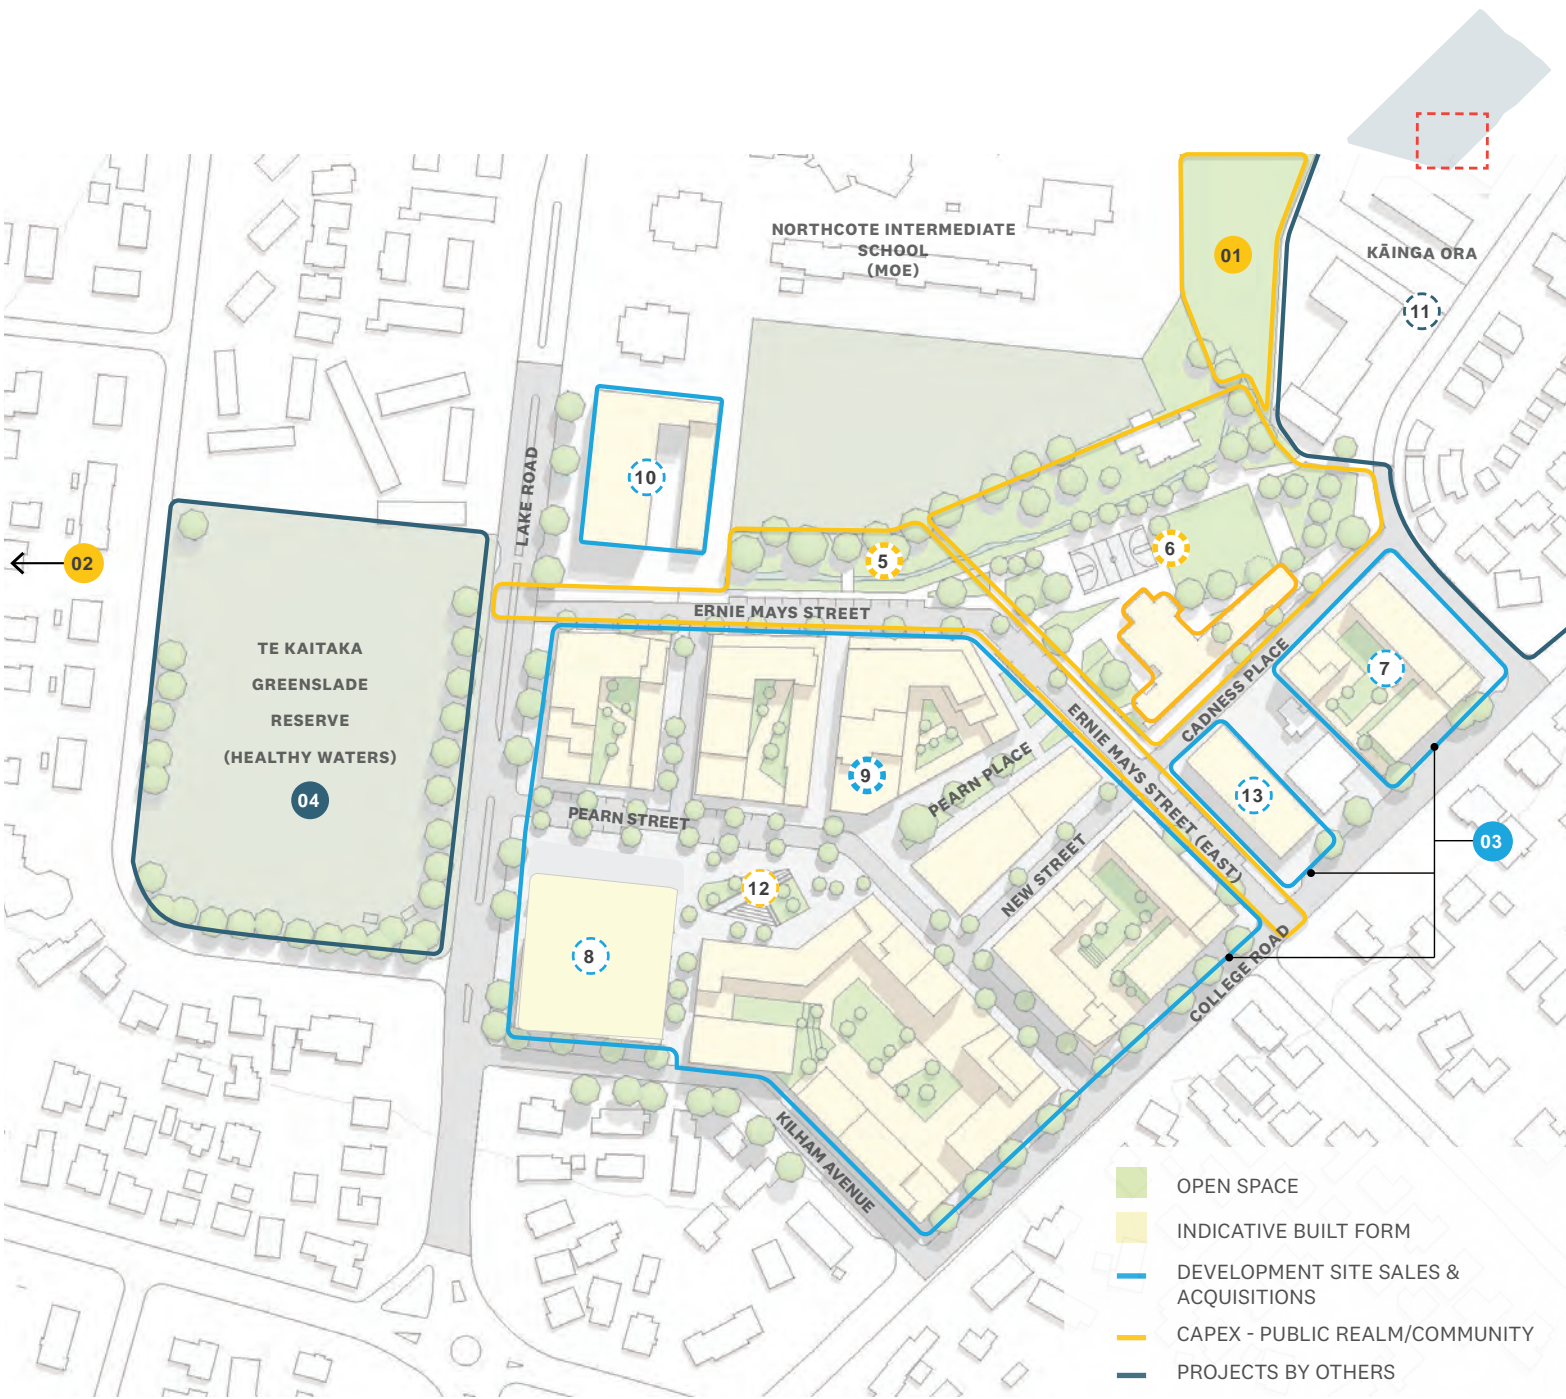 NORTHCOTE INTERMEDIATE
SCHOOL
(MOE)
01
KĀINGA ORA
11
LAKE ROAD
10
02
5
6
ERNIE MAYS STREET
TE KAITAKA
GREENSLADE
RESERVE
(HEALTHY WATERS)
04
CADNESS PLACE
7
ERNIE MAYS STREET (EAST)
PEARN PLACE
9
13
PEARN STREET
03
NEW STREET
12
8
COLLEGE ROAD
KILHAM AVENUE
OPEN SPACE
INDICATIVE BUILT FORM
DEVELOPMENT SITE SALES &
ACQUISITIONS
CAPEX - PUBLIC REALM/COMMUNITY
PROJECTS BY OTHERS